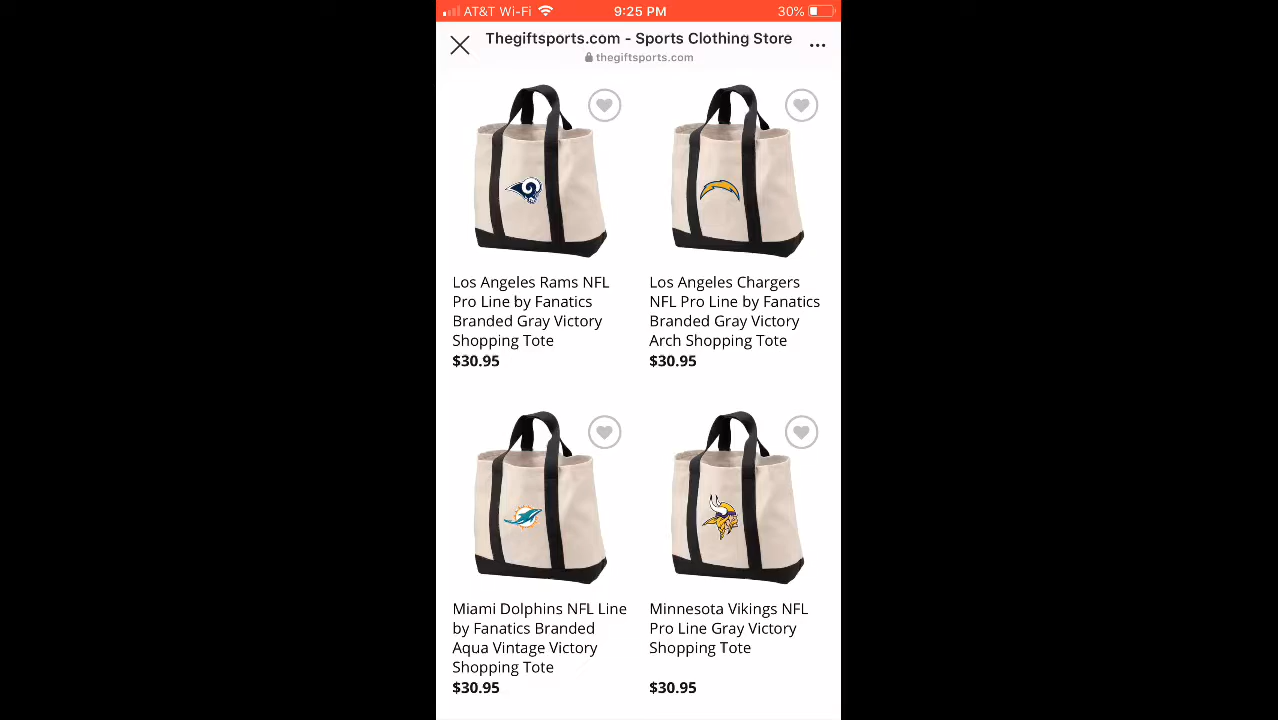 AT&T Wi-Fi 9:25 PM 30%
Thegiftsports.com - Sports Clothing Store
thegiftsports.com
Los Angeles Rams NFL
Pro Line by Fanatics
Branded Gray Victory
Shopping Tote
$30.95
Los Angeles Chargers
NFL Pro Line by Fanatics
Branded Gray Victory
Arch Shopping Tote
$30.95
Miami Dolphins NFL Line
by Fanatics Branded
Aqua Vintage Victory
Shopping Tote
$30.95
Minnesota Vikings NFL
Pro Line Gray Victory
Shopping Tote
$30.95